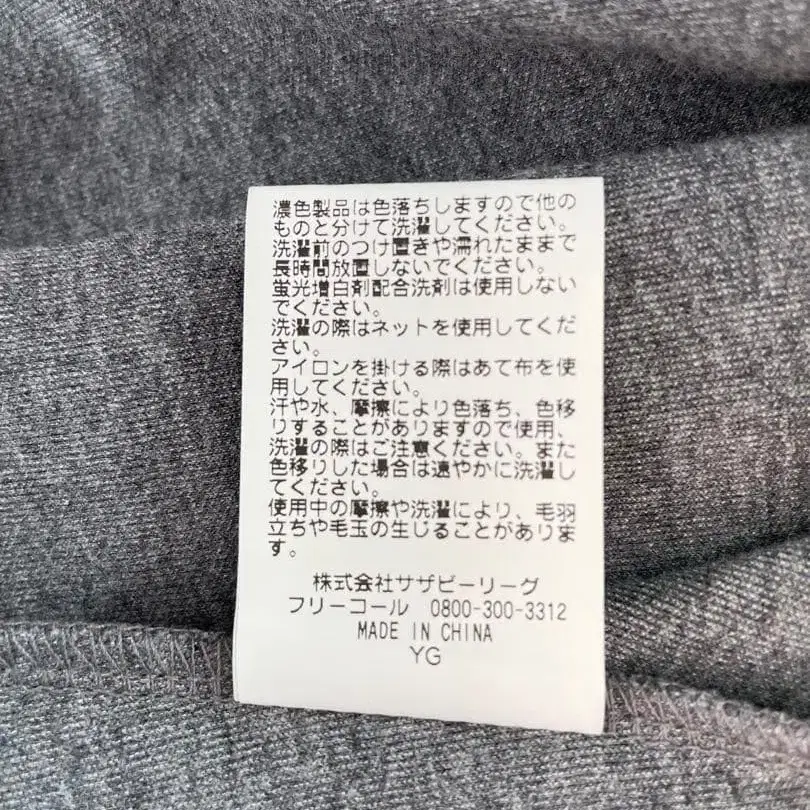 濃色製品は色落ちしますので他の
ものと分けて洗濯してください。
洗濯前のつけ置きや濡れたままで
長時間放置しないでください。
蛍光増白剤配合洗剤は使用しない
でください。
洗濯の際はネットを使用してくだ
さい。
アイロンを掛ける際はあて布を使
用してください。
汗や水、摩擦により色落ち、色移
りすることがありますので使用、
洗濯の際はご注意ください。また
色移りした場合は速やかに洗濯し
てください。
使用中の摩擦や洗濯により、毛羽
立ちや毛玉の生じることがありま
す。
株式会社サザビーリーグ
フリーコール 0800-300-3312
MADE IN CHINA
YG